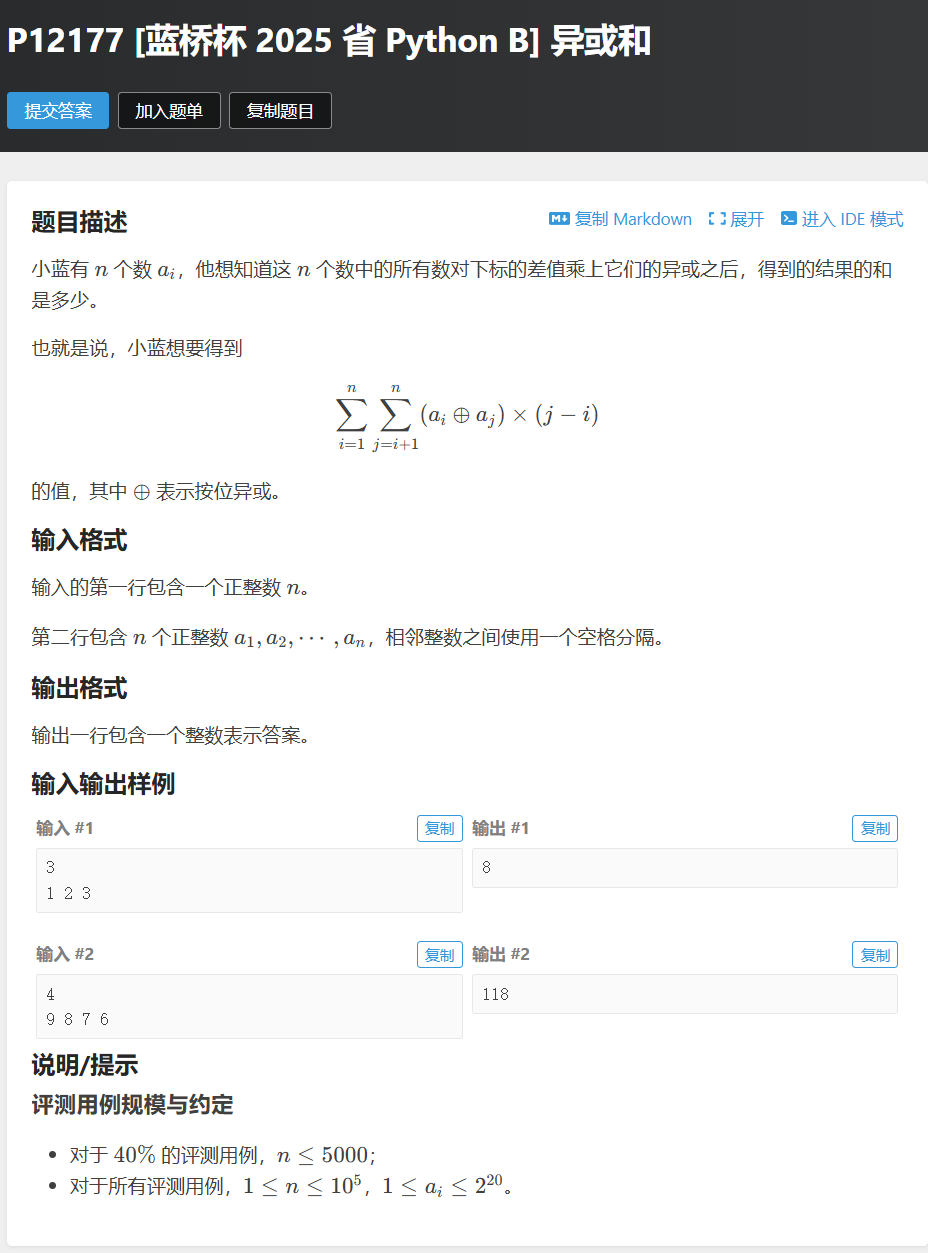 P12177 [蓝桥杯 2025 省 Python B] 异或和
提交答案 加入题单 复制题目
题目描述 复制 Markdown 展开 进入 IDE 模式
小蓝有 n 个数 a_i，他想知道这 n 个数中的所有数对下标的差值乘上它们的异或之后，得到的结果的和
是多少。
也就是说，小蓝想要得到
\sum_{i=1}^{n} \sum_{j=i+1}^{n} (a_i ⊕ a_j) × (j − i)
的值，其中 ⊕ 表示按位异或。
输入格式
输入的第一行包含一个正整数 n。
第二行包含 n 个正整数 a_1, a_2, ⋯ , a_n，相邻整数之间使用一个空格分隔。
输出格式
输出一行包含一个整数表示答案。
输入输出样例
输入 #1 复制 输出 #1 复制
3 8
1 2 3
输入 #2 复制 输出 #2 复制
4 118
9 8 7 6
说明/提示
评测用例规模与约定
• 对于 40% 的评测用例，n ≤ 5000；
• 对于所有评测用例，1 ≤ n ≤ 10^5，1 ≤ a_i ≤ 2^{20}。